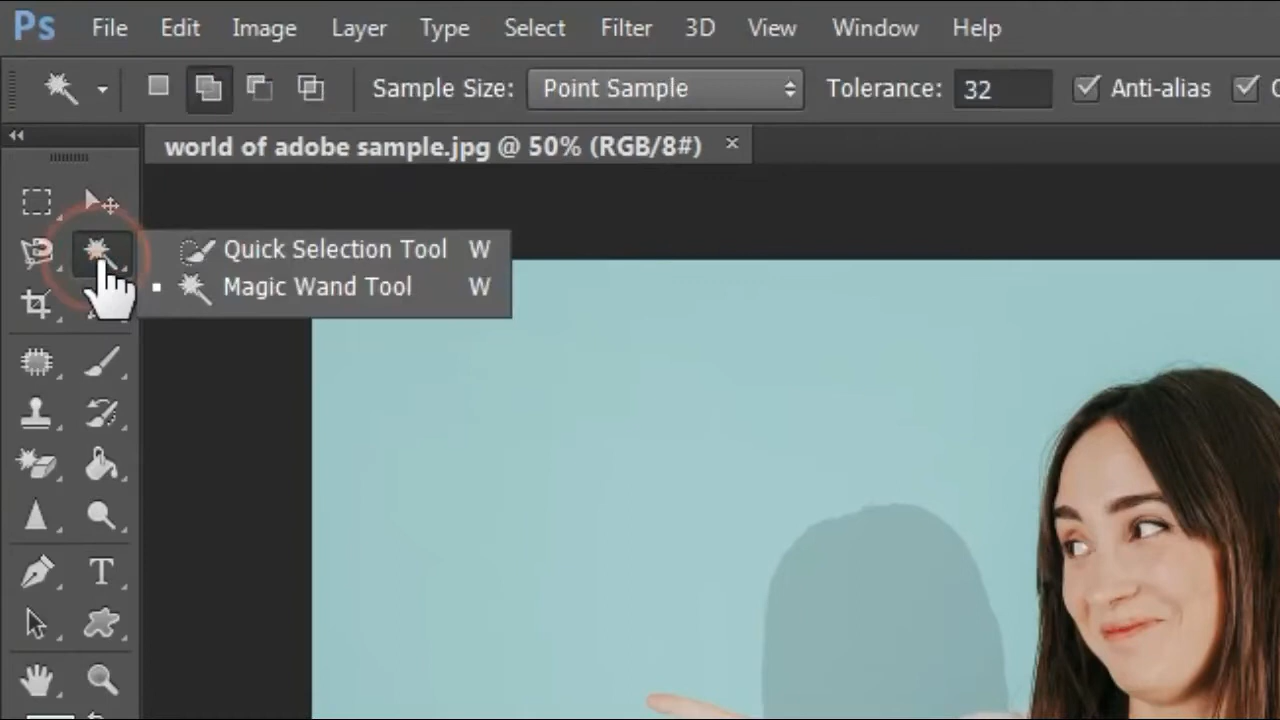 Ps File Edit Image Layer Type Select Filter 3D View Window Help
Sample Size: Point Sample Tolerance: 32 Anti-alias
world of adobe sample.jpg @ 50% (RGB/8#) ×
Quick Selection Tool W
Magic Wand Tool W
T